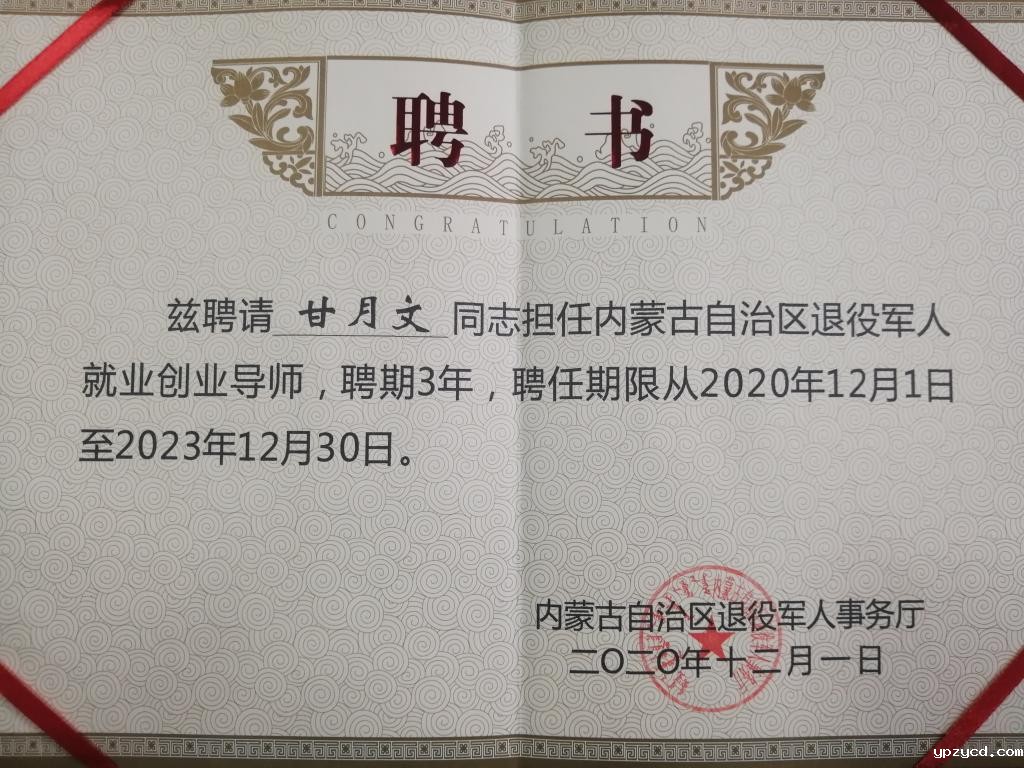 聘书
CONGRATULATION
兹聘请 甘月文 同志担任内蒙古自治区退役军人
就业创业导师，聘期3年，聘任期限从2020年12月1日
至2023年12月30日。
内蒙古自治区退役军人事务厅
二〇二〇年十二月一日
ypzycd.com